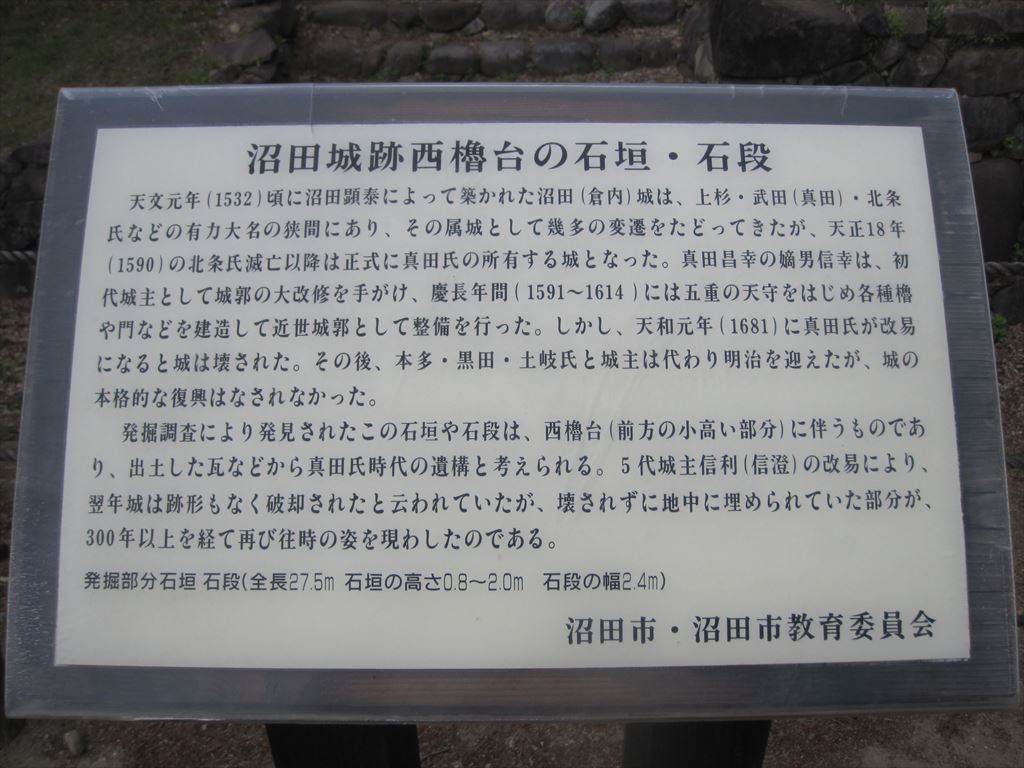 沼田城跡西櫓台の石垣・石段
天文元年(1532)頃に沼田顕泰によって築かれた沼田(倉内)城は、上杉・武田(真田)・北条
氏などの有力大名の狭間にあり、その属城として幾多の変遷をたどってきたが、天正18年
(1590)の北条氏滅亡以降は正式に真田氏の所有する城となった。真田昌幸の嫡男信幸は、初
代城主として城郭の大改修を手がけ、慶長年間(1591～1614)には五重の天守をはじめ各種櫓
や門などを建造して近世城郭として整備を行った。しかし、天和元年(1681)に真田氏が改易
になると城は壊された。その後、本多・黒田・土岐氏と城主は代わり明治を迎えたが、城の
本格的な復興はなされなかった。
発掘調査により発見されたこの石垣や石段は、西櫓台(前方の小高い部分)に伴うものであ
り、出土した瓦などから真田氏時代の遺構と考えられる。5代城主信利(信澄)の改易により、
翌年城は跡形もなく破却されたと云われていたが、壊されずに地中に埋められていた部分が、
300年以上を経て再び往時の姿を現わしたのである。
発掘部分石垣 石段(全長27.5m 石垣の高さ0.8～2.0m 石段の幅2.4m)
沼田市・沼田市教育委員会